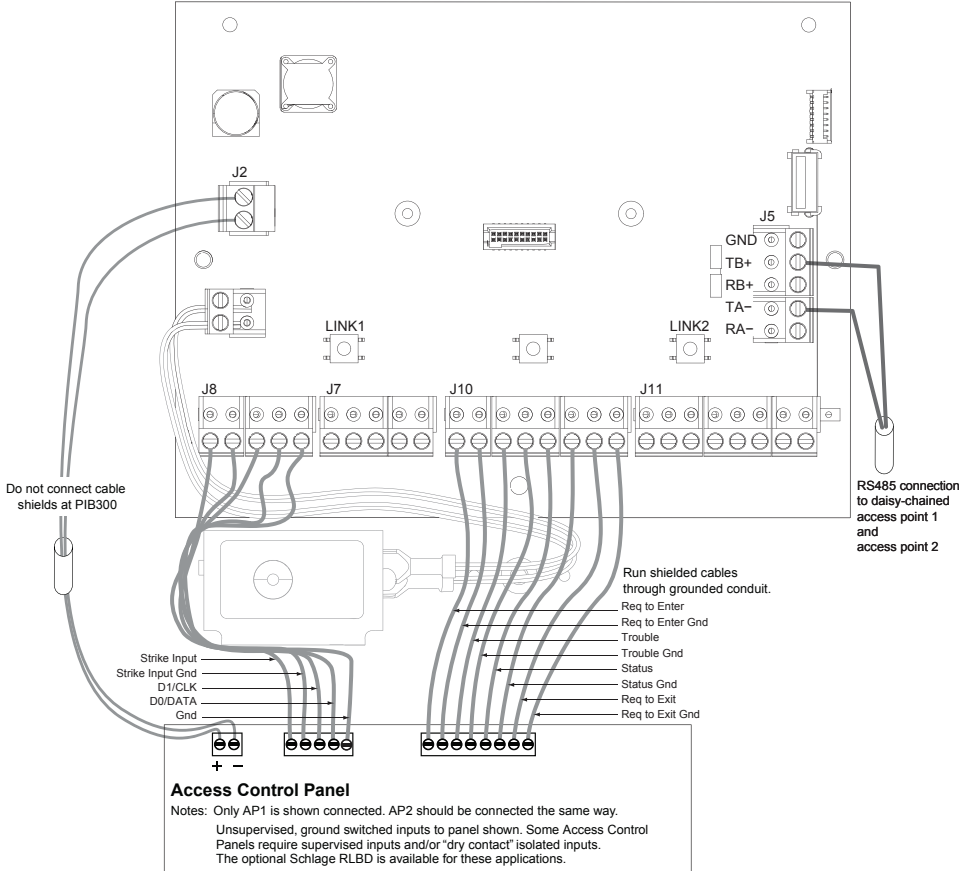 J2
J5
GND
TB+
RB+
TA−
RA−
LINK1
LINK2
J8
J7
J10
J11
Do not connect cable
shields at PIB300
RS485 connection
to daisy-chained
access point 1
and
access point 2
Run shielded cables
through grounded conduit.
Req to Enter
Req to Enter Gnd
Trouble
Trouble Gnd
Status
Status Gnd
Req to Exit
Req to Exit Gnd
Strike Input
Strike Input Gnd
D1/CLK
D0/DATA
Gnd
+ −
Access Control Panel
Notes: Only AP1 is shown connected. AP2 should be connected the same way.
Unsupervised, ground switched inputs to panel shown. Some Access Control
Panels require supervised inputs and/or “dry contact” isolated inputs.
The optional Schlage RLBD is available for these applications.